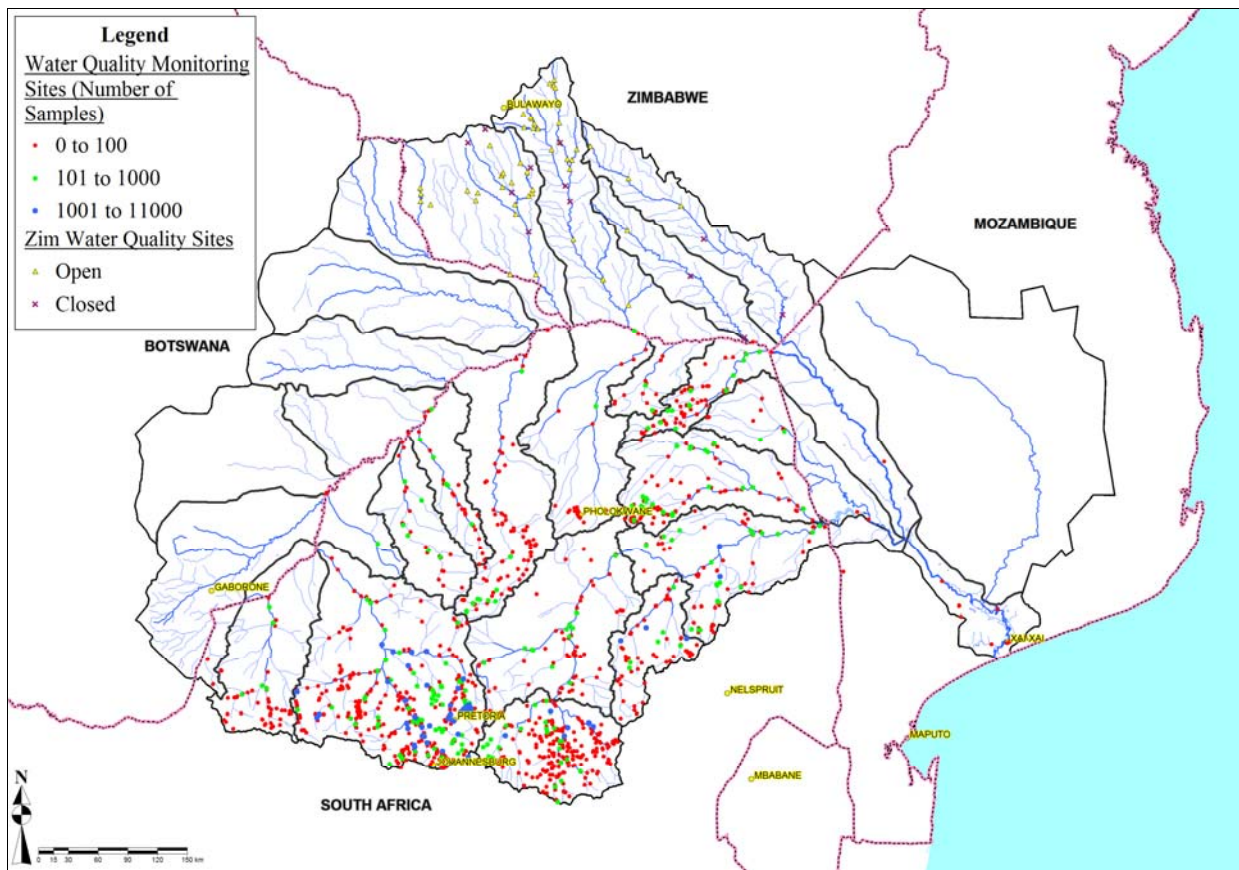 Legend
Water Quality Monitoring
Sites (Number of
Samples)
0 to 100
101 to 1000
1001 to 11000
Zim Water Quality Sites
Open
Closed
BULAWAYO
ZIMBABWE
MOZAMBIQUE
BOTSWANA
PHOLOKWANE
GABORONE
XAI-XAI
NELSPRUIT
PRETORIA
MAPUTO
JOHANNESBURG
MBABANE
SOUTH AFRICA
N
0 15 30 60 90 120 150 km